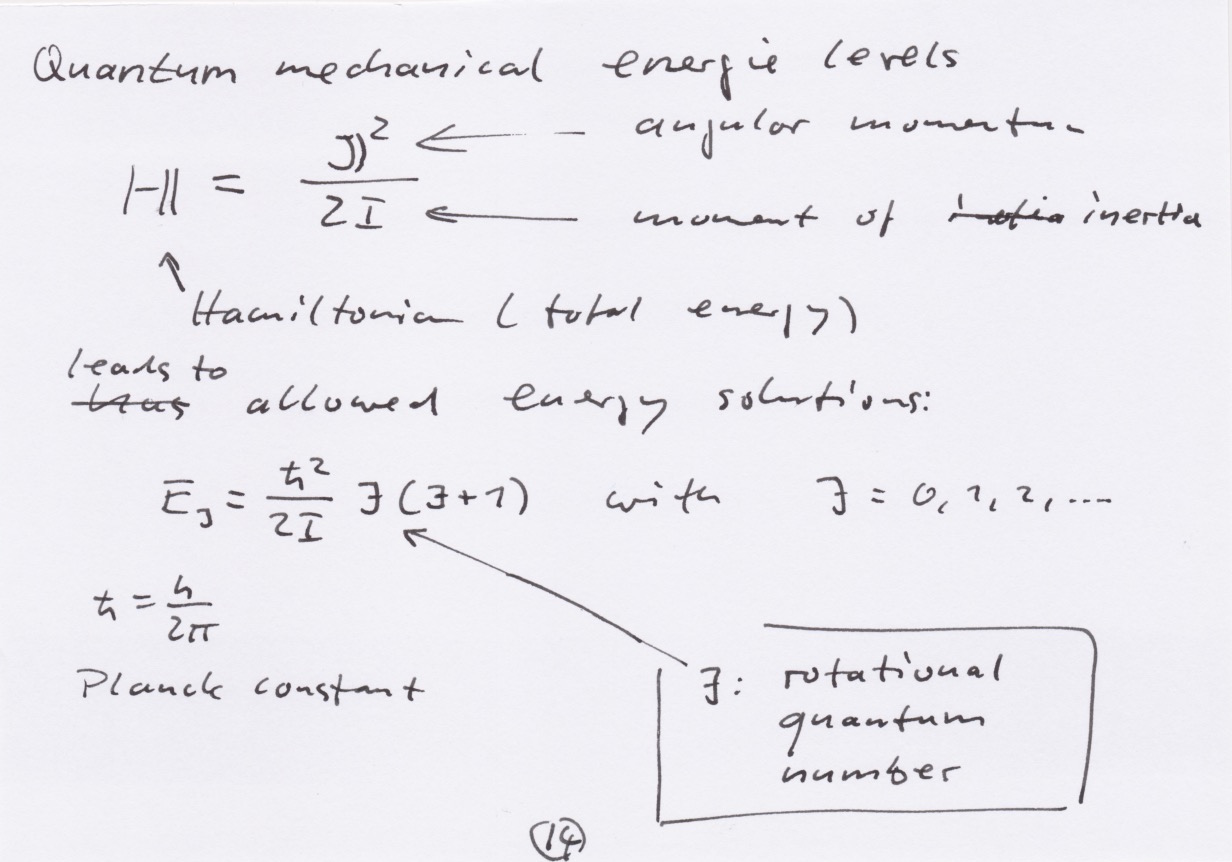 Quantum mechanical energie levels
ℍ = 𝕁² / 2I
← angular momentum
← moment of inertia
↑ Hamiltonian (total energy)
leads to
allowed energy solutions:
E_J = ħ²/2I J(J+1) with J = 0, 1, 2, ....
ħ = h/2π
Planck constant
J: rotational
quantum
number
14